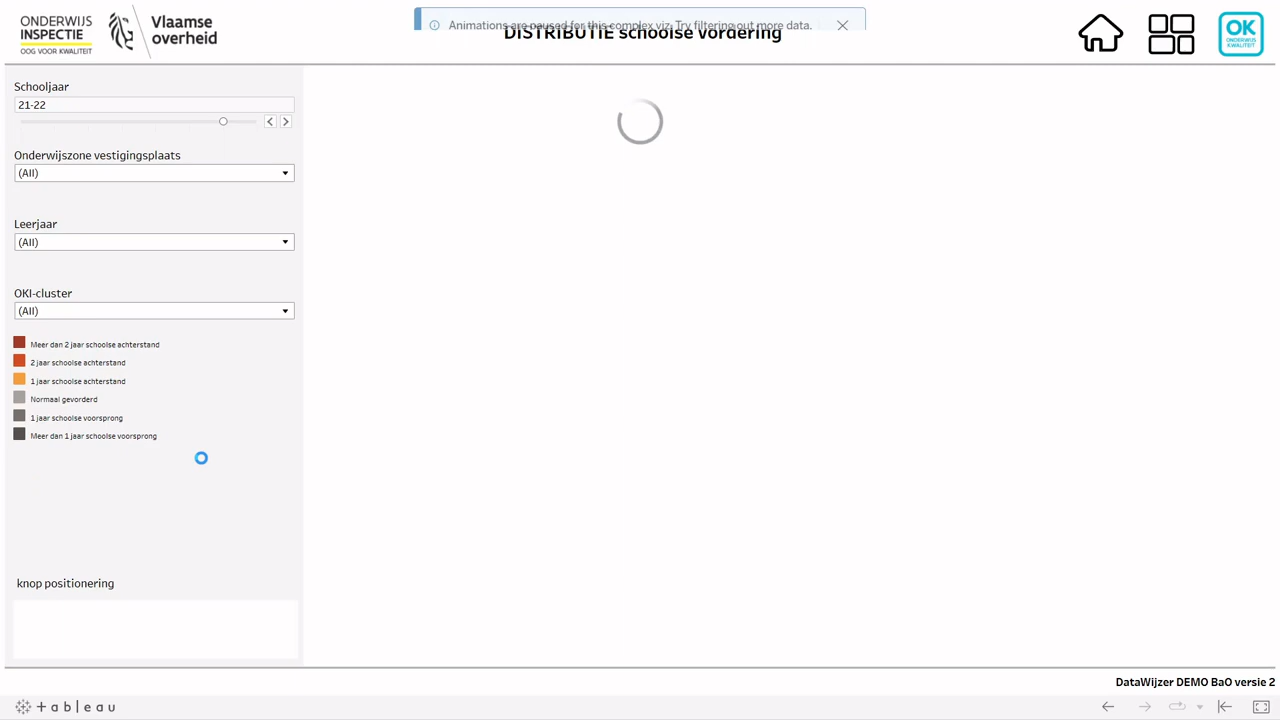 ONDERWIJS
INSPECTIE
OOG VOOR KWALITEIT
Vlaamse
overheid
Animations are paused for this complex viz. Try filtering out more data.
DISTRIBUTIE schoolse vordering
OK
ONDERWIJS
KWALITEIT
Schooljaar
21-22
Onderwijszone vestigingsplaats
(All)
Leerjaar
(All)
OKI-cluster
(All)
Meer dan 2 jaar schoolse achterstand
2 jaar schoolse achterstand
1 jaar schoolse achterstand
Normaal gevorderd
1 jaar schoolse voorsprong
Meer dan 1 jaar schoolse voorsprong
knop positionering
DataWijzer DEMO BaO versie 2
+ableau